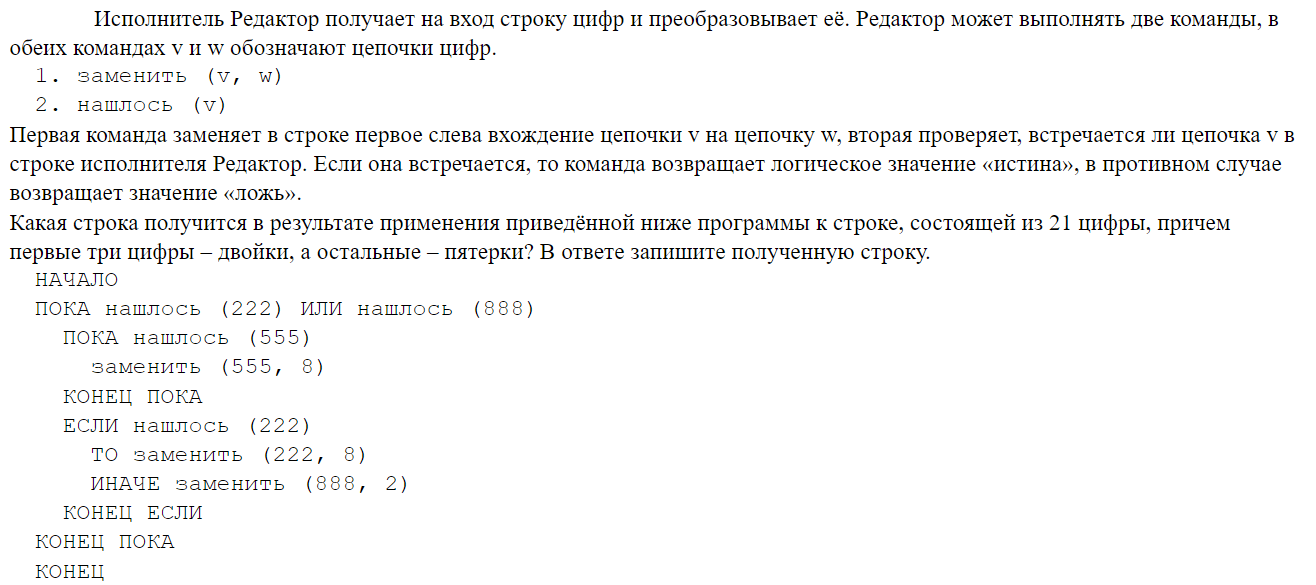 Исполнитель Редактор получает на вход строку цифр и преобразовывает её. Редактор может выполнять две команды, в
обеих командах v и w обозначают цепочки цифр.
1. заменить (v, w)
2. нашлось (v)
Первая команда заменяет в строке первое слева вхождение цепочки v на цепочку w, вторая проверяет, встречается ли цепочка v в
строке исполнителя Редактор. Если она встречается, то команда возвращает логическое значение «истина», в противном случае
возвращает значение «ложь».
Какая строка получится в результате применения приведённой ниже программы к строке, состоящей из 21 цифры, причем
первые три цифры – двойки, а остальные – пятерки? В ответе запишите полученную строку.
НАЧАЛО
ПОКА нашлось (222) ИЛИ нашлось (888)
ПОКА нашлось (555)
заменить (555, 8)
КОНЕЦ ПОКА
ЕСЛИ нашлось (222)
ТО заменить (222, 8)
ИНАЧЕ заменить (888, 2)
КОНЕЦ ЕСЛИ
КОНЕЦ ПОКА
КОНЕЦ